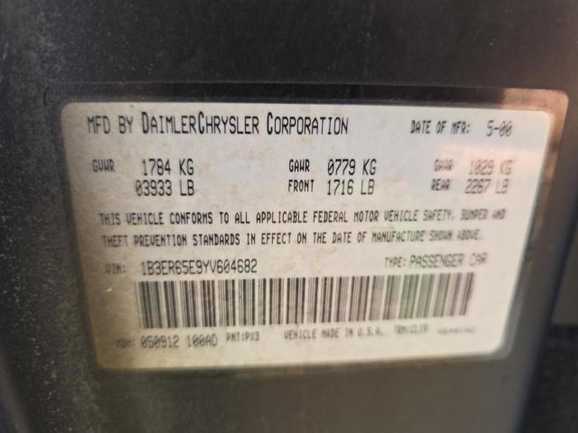 MFD BY DAIMLERCHRYSLER CORPORATION DATE OF MFR: 5-00
GVWR 1784 KG GAWR 0779 KG GAWR 1029 KG
03933 LB FRONT 1716 LB REAR 2267 LB
THIS VEHICLE CONFORMS TO ALL APPLICABLE FEDERAL MOTOR VEHICLE SAFETY, BUMPER AND
THEFT PREVENTION STANDARDS IN EFFECT ON THE DATE OF MANUFACTURE SHOWN ABOVE.
VIN: 1B3ER65E9YV604682 TYPE: PASSENGER CAR
MDH: 050912 100AD PNT:PX3 VEHICLE MADE IN U.S.A.